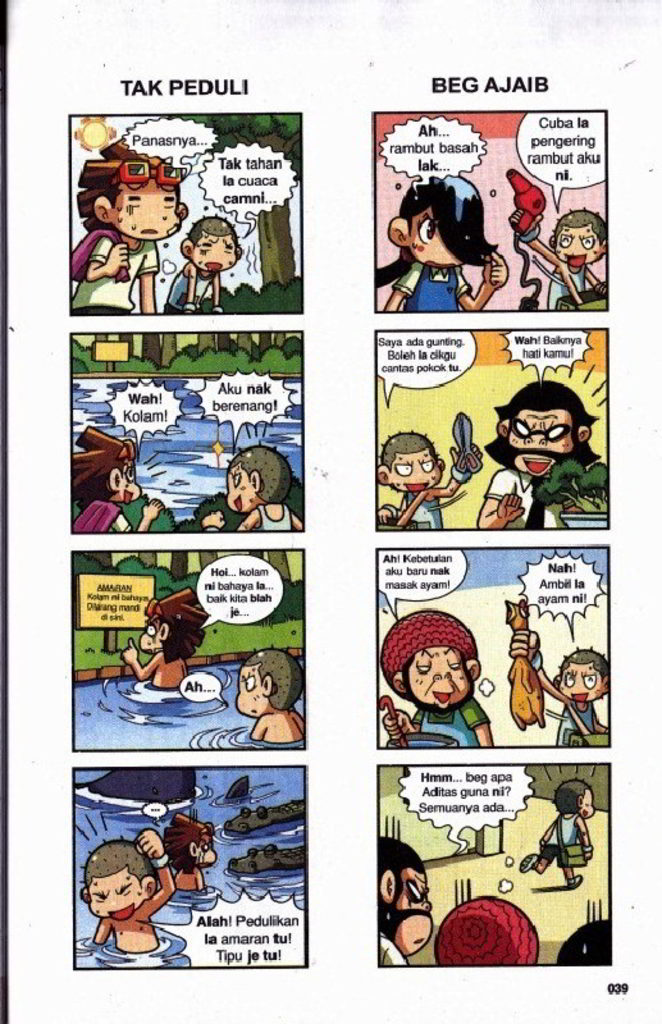 TAK PEDULI
Panasnya...
Tak tahan
la cuaca
camni...
Wah!
Kolam!
Aku nak
berenang!
AMARAN
Kolam ni bahaya
Dilarang mandi
di sini.
Hoi... kolam
ni bahaya la...
baik kita blah
je...
Ah...
...
Alah! Pedulikan
la amaran tu!
Tipu je tu!
BEG AJAIB
Ah...
rambut basah
lak...
Cuba la
pengering
rambut aku
ni.
Saya ada gunting.
Boleh la cikgu
cantas pokok tu.
Wah! Baiknya
hati kamu!
Ah! Kebetulan
aku baru nak
masak ayam!
Nah!
Ambil la
ayam ni!
Hmm... beg apa
Aditas guna ni?
Semuanya ada...
039